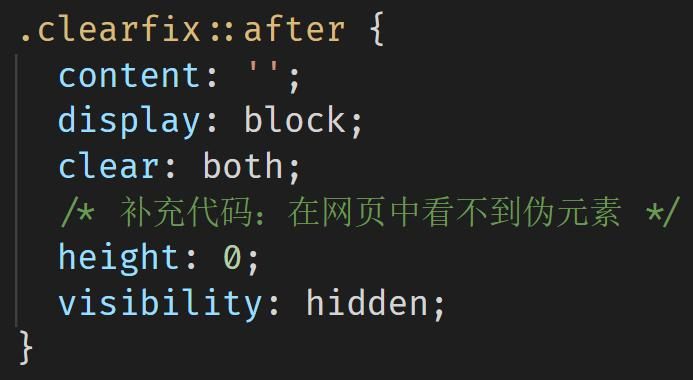 .clearfix::after {
  content: '';
  display: block;
  clear: both;
  /* 补充代码：在网页中看不到伪元素 */
  height: 0;
  visibility: hidden;
}